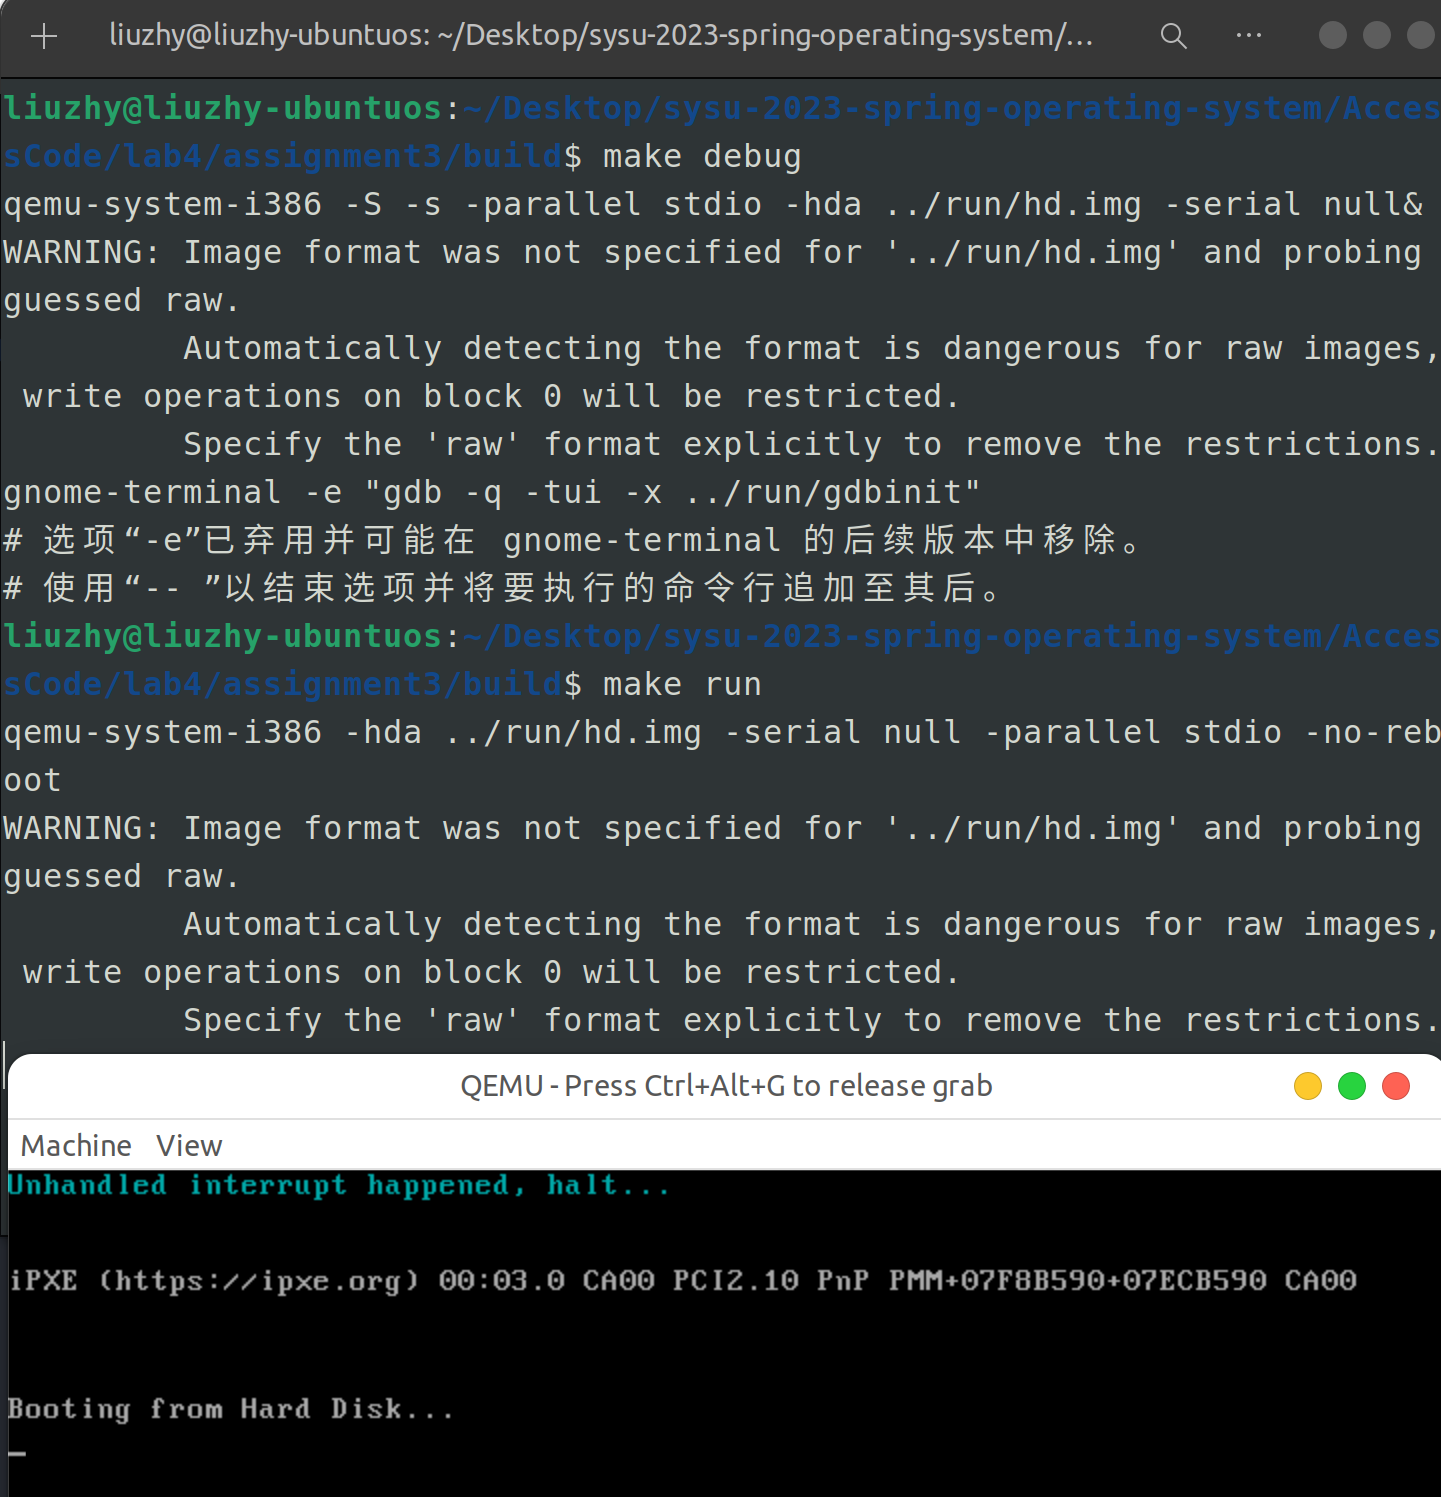 liuzhy@liuzhy-ubuntuos: ~/Desktop/sysu-2023-spring-operating-system/...
liuzhy@liuzhy-ubuntuos:~/Desktop/sysu-2023-spring-operating-system/Acces
sCode/lab4/assignment3/build$ make debug
qemu-system-i386 -S -s -parallel stdio -hda ../run/hd.img -serial null&
WARNING: Image format was not specified for '../run/hd.img' and probing
guessed raw.
Automatically detecting the format is dangerous for raw images,
write operations on block 0 will be restricted.
Specify the 'raw' format explicitly to remove the restrictions.
gnome-terminal -e "gdb -q -tui -x ../run/gdbinit"
# 选项“-e”已弃用并可能在 gnome-terminal 的后续版本中移除。
# 使用“-- ”以结束选项并将要执行的命令行追加至其后。
liuzhy@liuzhy-ubuntuos:~/Desktop/sysu-2023-spring-operating-system/Acces
sCode/lab4/assignment3/build$ make run
qemu-system-i386 -hda ../run/hd.img -serial null -parallel stdio -no-reb
oot
WARNING: Image format was not specified for '../run/hd.img' and probing
guessed raw.
Automatically detecting the format is dangerous for raw images,
write operations on block 0 will be restricted.
Specify the 'raw' format explicitly to remove the restrictions.
QEMU - Press Ctrl+Alt+G to release grab
Machine View
Unhandled interrupt happened, halt...
iPXE (https://ipxe.org) 00:03.0 CA00 PCI2.10 PnP PMM+07F8B590+07ECB590 CA00
Booting from Hard Disk...